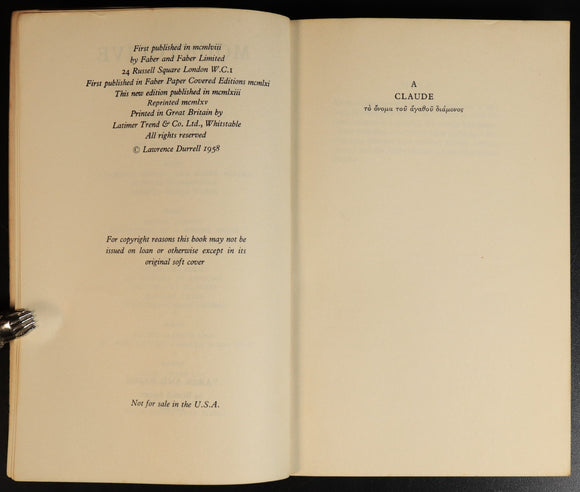 First published in mcmlviii
by Faber and Faber Limited
24 Russell Square London W.C.1
First published in Faber Paper Covered Editions mcmlxi
This new edition published in mcmlxiii
Reprinted mcmlxv
Printed in Great Britain by
Latimer Trend & Co. Ltd., Whitstable
All rights reserved
© Lawrence Durrell 1958
For copyright reasons this book may not be
issued on loan or otherwise except in its
original soft cover
Not for sale in the U.S.A.
A
CLAUDE
τὸ ὄνομα τοῦ ἀγαθοῦ διάμονος